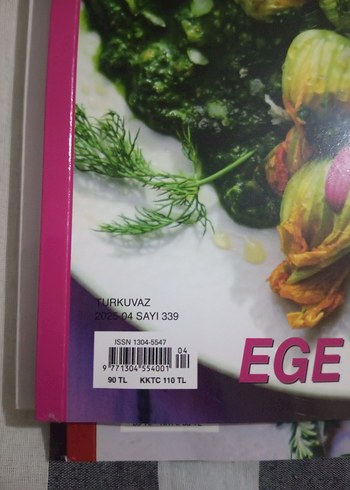 TURKUVAZ
2025-04 SAYI 339
ISSN 1304-5547
04
9 771304 554001
90 TL KKTC 110 TL
EGE